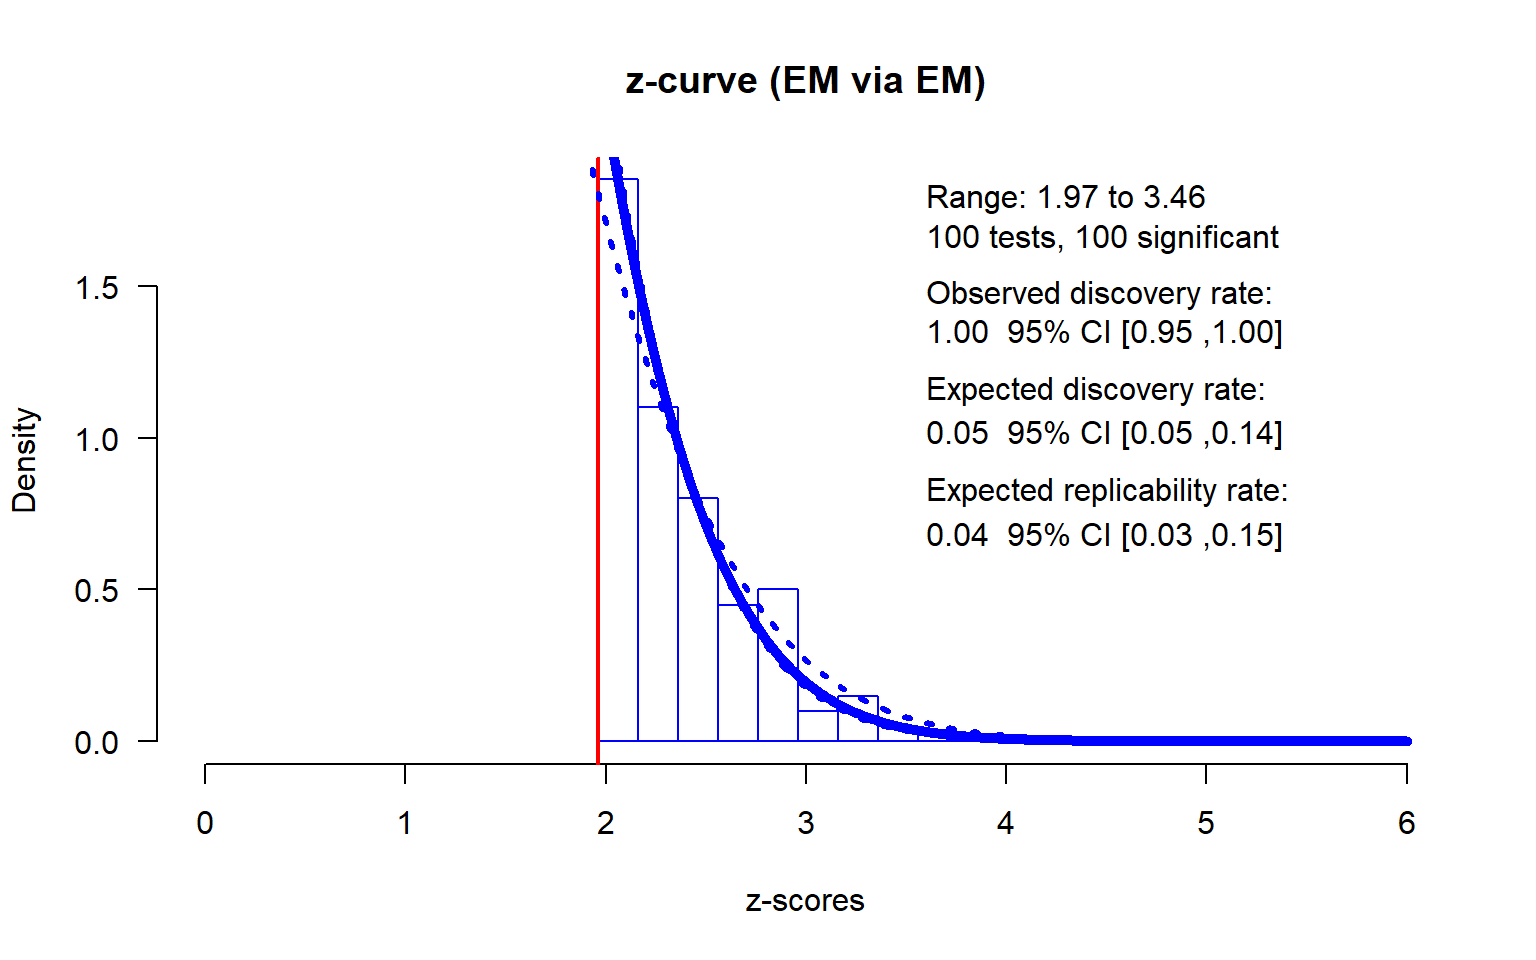 z-curve (EM via EM)
Range: 1.97 to 3.46
100 tests, 100 significant
Observed discovery rate:
1.00  95% CI [0.95 ,1.00]
Expected discovery rate:
0.05  95% CI [0.05 ,0.14]
Expected replicability rate:
0.04  95% CI [0.03 ,0.15]
Density
1.5
1.0
0.5
0.0
0 1 2 3 4 5 6
z-scores